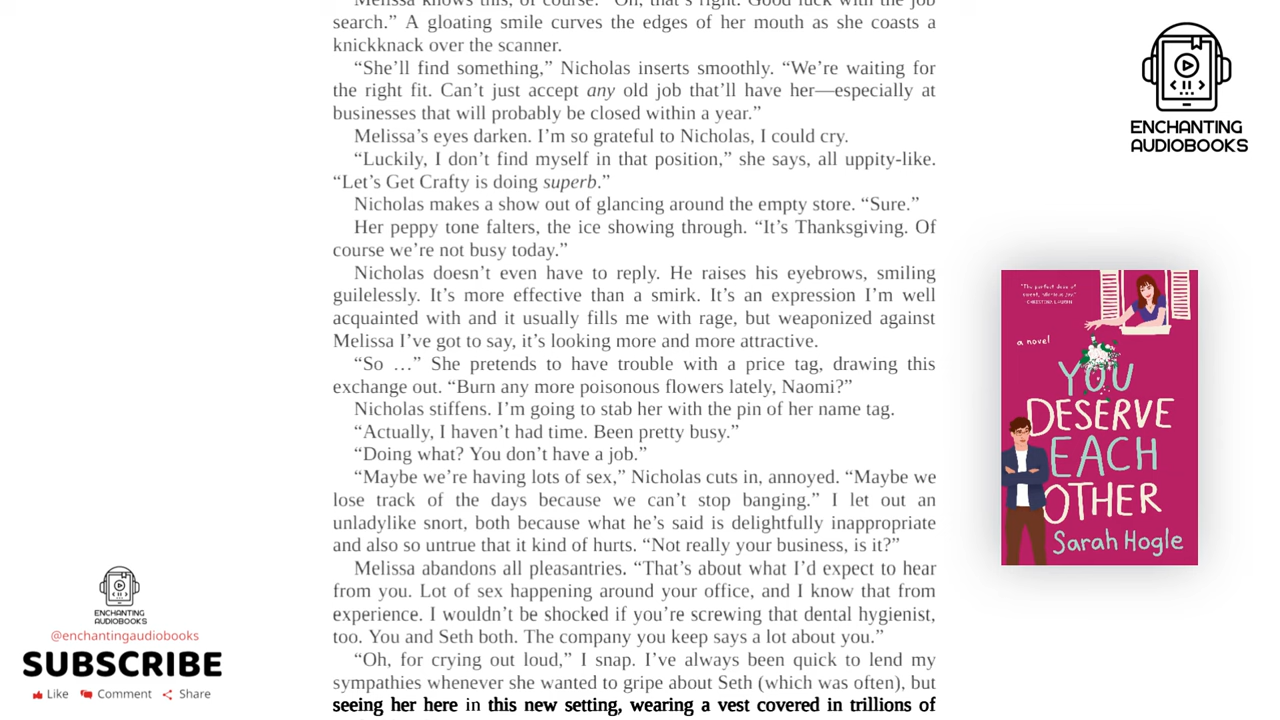 Melissa knows this, of course. “Oh, that’s right. Good luck with the job
search.” A gloating smile curves the edges of her mouth as she coasts a
knickknack over the scanner.
“She’ll find something,” Nicholas inserts smoothly. “We’re waiting for
the right fit. Can’t just accept any old job that’ll have her—especially at
businesses that will probably be closed within a year.”
Melissa’s eyes darken. I’m so grateful to Nicholas, I could cry.
“Luckily, I don’t find myself in that position,” she says, all uppity-like.
“Let’s Get Crafty is doing superb.”
Nicholas makes a show out of glancing around the empty store. “Sure.”
Her peppy tone falters, the ice showing through. “It’s Thanksgiving. Of
course we’re not busy today.”
Nicholas doesn’t even have to reply. He raises his eyebrows, smiling
guilelessly. It’s more effective than a smirk. It’s an expression I’m well
acquainted with and it usually fills me with rage, but weaponized against
Melissa I’ve got to say, it’s looking more and more attractive.
“So …” She pretends to have trouble with a price tag, drawing this
exchange out. “Burn any more poisonous flowers lately, Naomi?”
Nicholas stiffens. I’m going to stab her with the pin of her name tag.
“Actually, I haven’t had time. Been pretty busy.”
“Doing what? You don’t have a job.”
“Maybe we’re having lots of sex,” Nicholas cuts in, annoyed. “Maybe we
lose track of the days because we can’t stop banging.” I let out an
unladylike snort, both because what he’s said is delightfully inappropriate
and also so untrue that it kind of hurts. “Not really your business, is it?”
Melissa abandons all pleasantries. “That’s about what I’d expect to hear
from you. Lot of sex happening around your office, and I know that from
experience. I wouldn’t be shocked if you’re screwing that dental hygienist,
too. You and Seth both. The company you keep says a lot about you.”
“Oh, for crying out loud,” I snap. I’ve always been quick to lend my
sympathies whenever she wanted to gripe about Seth (which was often), but
seeing her here in this new setting, wearing a vest covered in trillions of
ENCHANTING
AUDIOBOOKS
a novel
YOU
DESERVE
EACH
OTHER
Sarah Hogle
ENCHANTING
AUDIOBOOKS
@enchantingaudiobooks
SUBSCRIBE
Like Comment Share